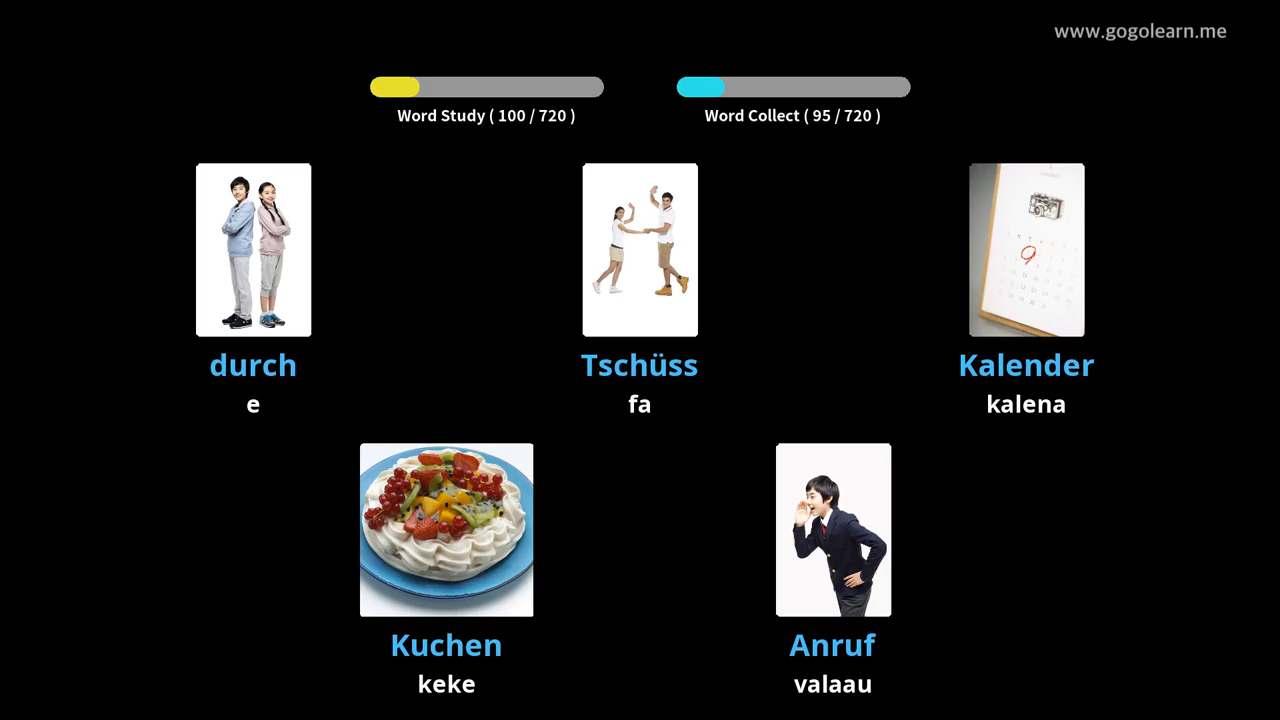 www.gogolearn.me
Word Study ( 100 / 720 )
Word Collect ( 95 / 720 )
durch
e
Tschüss
fa
Kalender
kalena
Kuchen
keke
Anruf
valaau